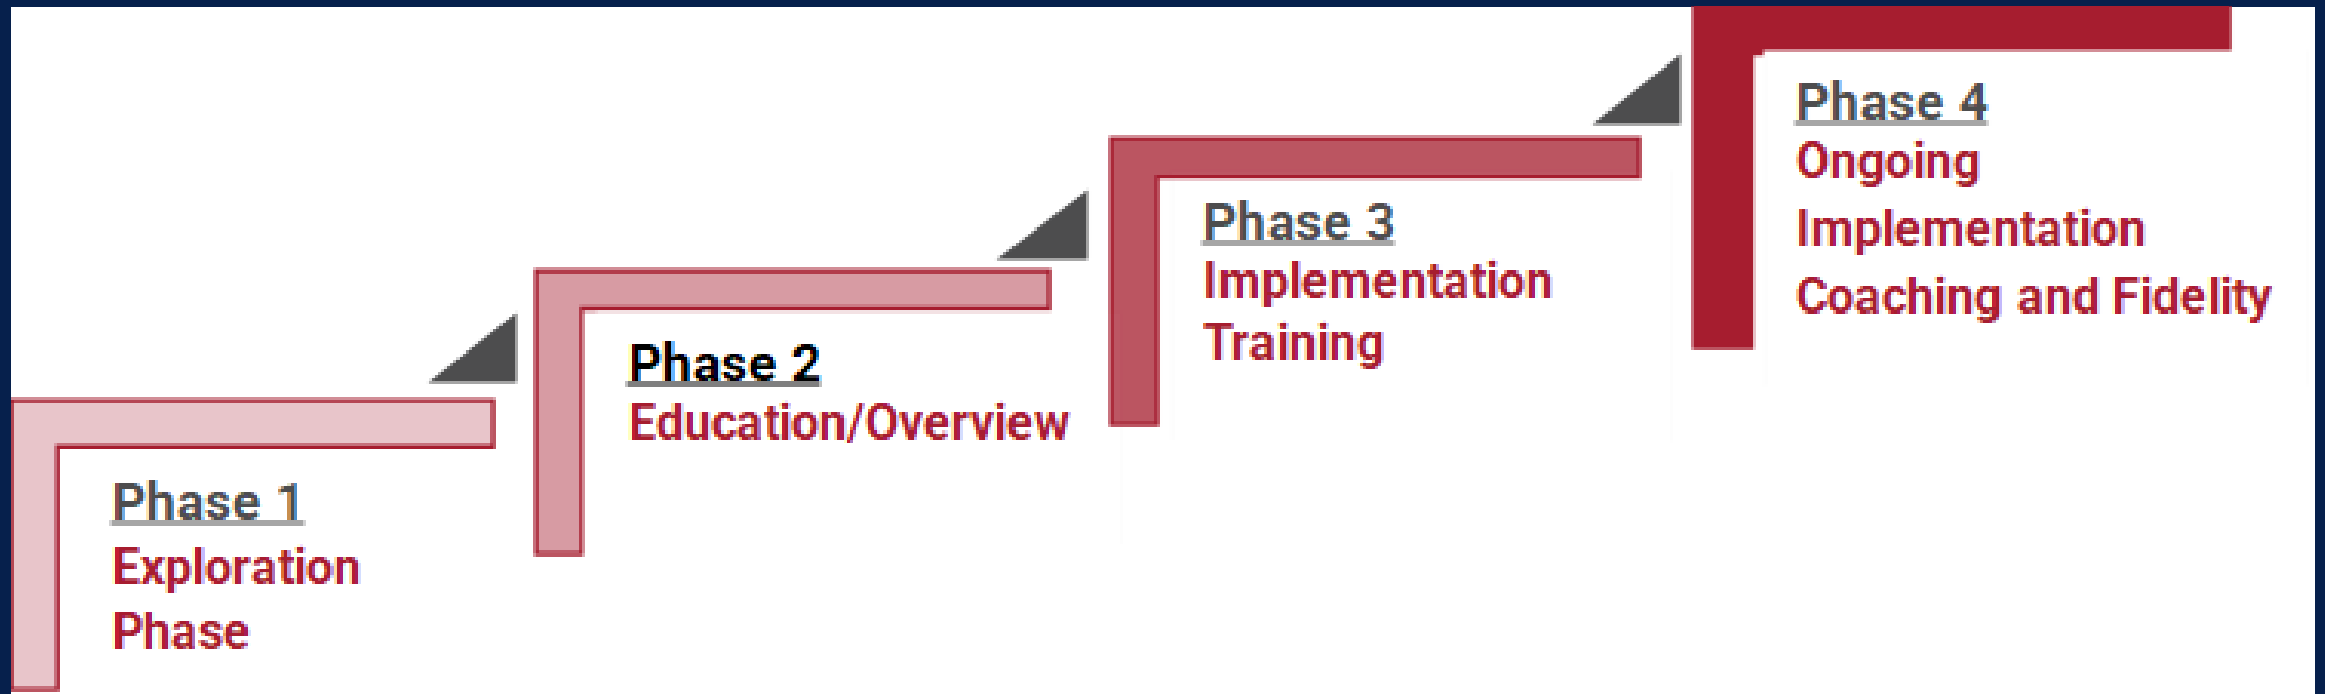 Phase 1
Exploration
Phase
Phase 2
Education/Overview
Phase 3
Implementation
Training
Phase 4
Ongoing
Implementation
Coaching and Fidelity